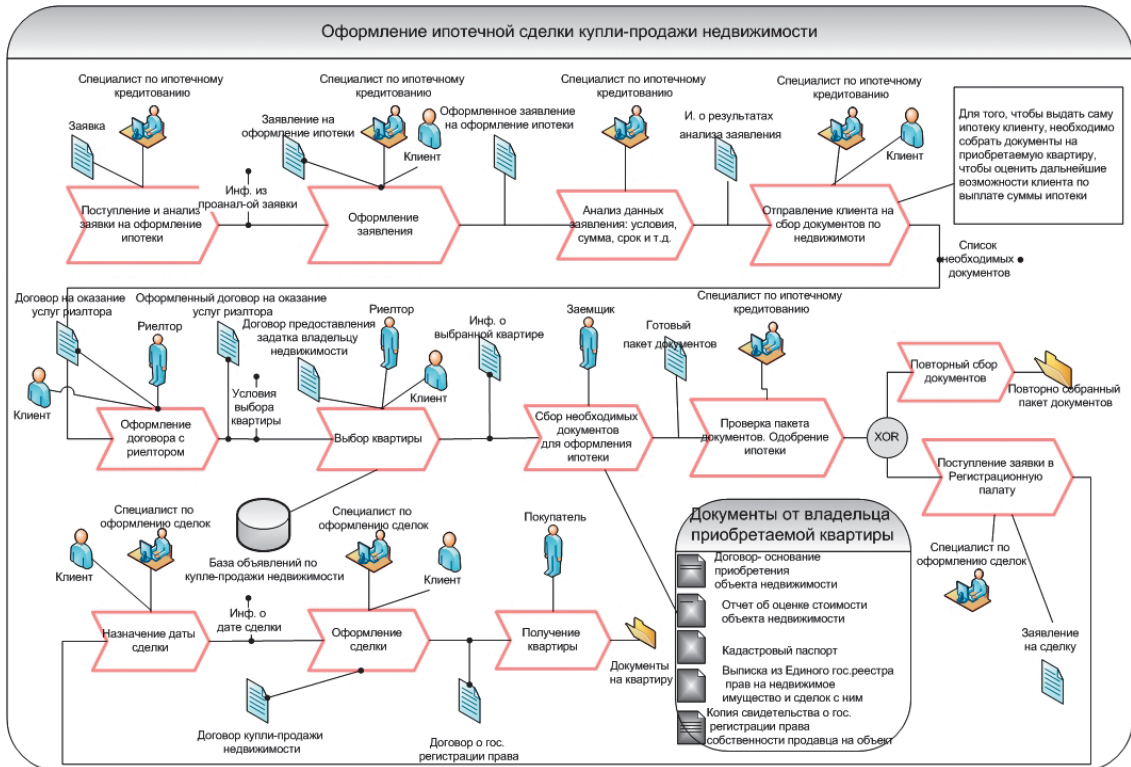 Оформление ипотечной сделки купли-продажи недвижимости
Специалист по ипотечному
кредитованию
Заявка
Специалист по ипотечному
кредитованию
Заявление на
оформление ипотеки
Клиент
Оформленное заявление
на оформление ипотеки
Специалист по ипотечному
кредитованию
И. о результатах
анализа заявления
Специалист по ипотечному
кредитованию
Клиент
Для того, чтобы выдать саму
ипотеку клиенту, необходимо
собрать документы на
приобретаемую квартиру,
чтобы оценить дальнейшие
возможности клиента по
выплате суммы ипотеки
Поступление и анализ
заявки на оформление
ипотеки
Инф. из
проанал-ой заявки
Оформление
заявления
Анализ данных
заявления: условия,
сумма, срок и т.д.
Отправление клиента на
сбор документов по
недвижимоти
Список
необходимых
документов
Договор на оказание
услуг риэлтора
Риелтор
Клиент
Оформленный договор на оказание
услуг риэлтора
Условия
выбора
квартиры
Договор предоставления
задатка владельцу
недвижимости
Риелтор
Клиент
Инф. о
выбранной квартире
Заемщик
Готовый
пакет документов
Специалист по ипотечному
кредитованию
Оформление
договора с
риелтором
Выбор квартиры
Сбор необходимых
документов
для оформления
ипотеки
Проверка пакета
документов. Одобрение
ипотеки
XOR
Повторный сбор
документов
Повторно собранный
пакет документов
Поступление заявки в
Регистрационную
палату
Специалист по
оформлению сделок
Заявление
на сделку
Специалист по
оформлению сделок
Клиент
База объявлений по
купле-продажи недвижимости
Специалист по
оформлению сделок
Клиент
Покупатель
Назначение даты
сделки
Инф. о
дате сделки
Оформление
сделки
Получение
квартиры
Документы
на квартиру
Договор купли-продажи
недвижимости
Договор о гос.
регистрации права
Документы от владельца
приобретаемой квартиры
Договор- основание
приобретения
объекта недвижимости
Отчет об оценке стоимости
объекта недвижимости
Кадастровый паспорт
Выписка из Единого гос.реестра
прав на недвижимое
имущество и сделок с ним
Копия свидетельства о гос.
регистрации права
собственности продавца на объект